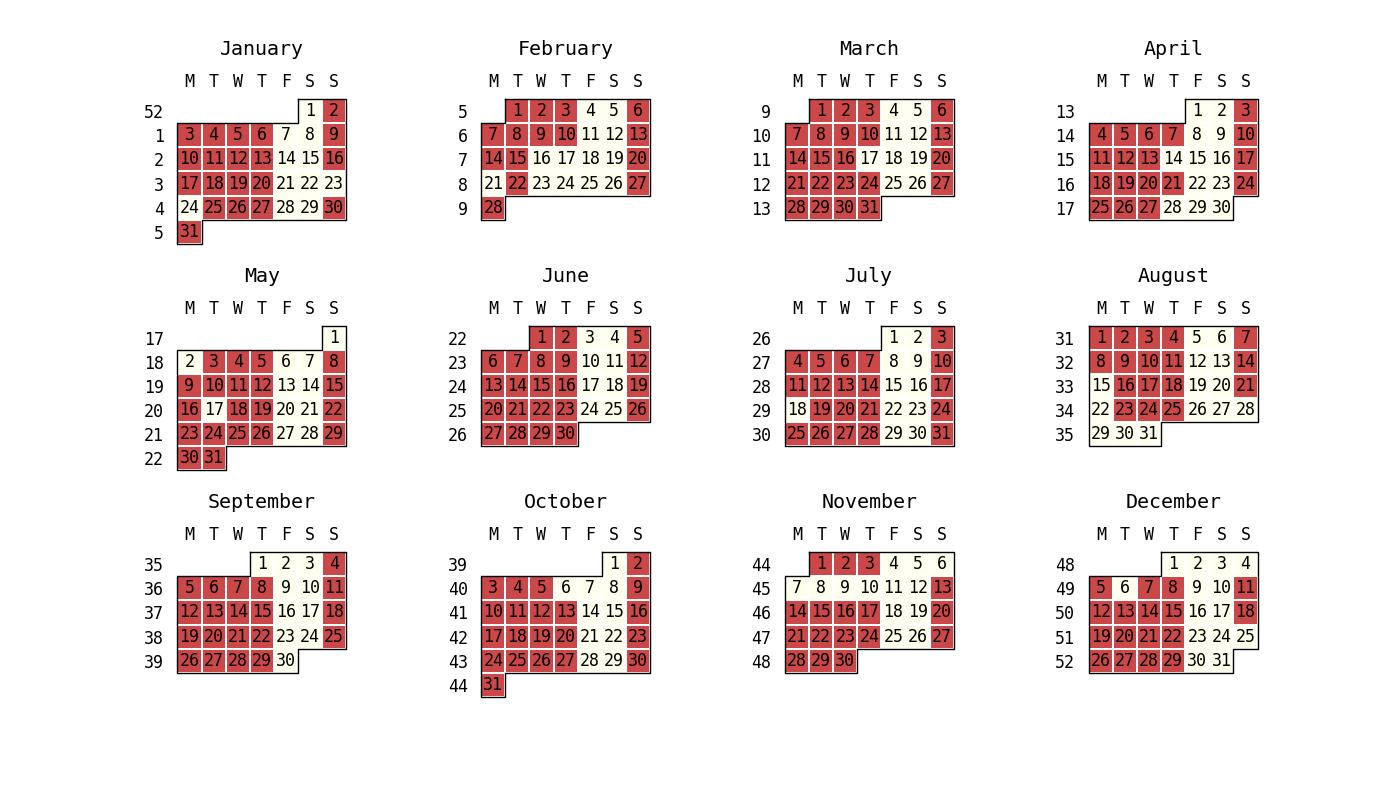 January February March April
M T W T F S S M T W T F S S M T W T F S S M T W T F S S
52 1 2 5 1 2 3 4 5 6 9 1 2 3 4 5 6 13 1 2 3
1 3 4 5 6 7 8 9 6 7 8 9 10 11 12 13 10 7 8 9 10 11 12 13 14 4 5 6 7 8 9 10
2 10 11 12 13 14 15 16 7 14 15 16 17 18 19 20 11 14 15 16 17 18 19 20 15 11 12 13 14 15 16 17
3 17 18 19 20 21 22 23 8 21 22 23 24 25 26 27 12 21 22 23 24 25 26 27 16 18 19 20 21 22 23 24
4 24 25 26 27 28 29 30 9 28 13 28 29 30 31 17 25 26 27 28 29 30
5 31
May June July August
M T W T F S S M T W T F S S M T W T F S S M T W T F S S
17 1 22 1 2 3 4 5 26 1 2 3 31 1 2 3 4 5 6 7
18 2 3 4 5 6 7 8 23 6 7 8 9 10 11 12 27 4 5 6 7 8 9 10 32 8 9 10 11 12 13 14
19 9 10 11 12 13 14 15 24 13 14 15 16 17 18 19 28 11 12 13 14 15 16 17 33 15 16 17 18 19 20 21
20 16 17 18 19 20 21 22 25 20 21 22 23 24 25 26 29 18 19 20 21 22 23 24 34 22 23 24 25 26 27 28
21 23 24 25 26 27 28 29 26 27 28 29 30 30 25 26 27 28 29 30 31 35 29 30 31
22 30 31
September October November December
M T W T F S S M T W T F S S M T W T F S S M T W T F S S
35 1 2 3 4 39 1 2 44 1 2 3 4 5 6 48 1 2 3 4
36 5 6 7 8 9 10 11 40 3 4 5 6 7 8 9 45 7 8 9 10 11 12 13 49 5 6 7 8 9 10 11
37 12 13 14 15 16 17 18 41 10 11 12 13 14 15 16 46 14 15 16 17 18 19 20 50 12 13 14 15 16 17 18
38 19 20 21 22 23 24 25 42 17 18 19 20 21 22 23 47 21 22 23 24 25 26 27 51 19 20 21 22 23 24 25
39 26 27 28 29 30 43 24 25 26 27 28 29 30 48 28 29 30 52 26 27 28 29 30 31
44 31